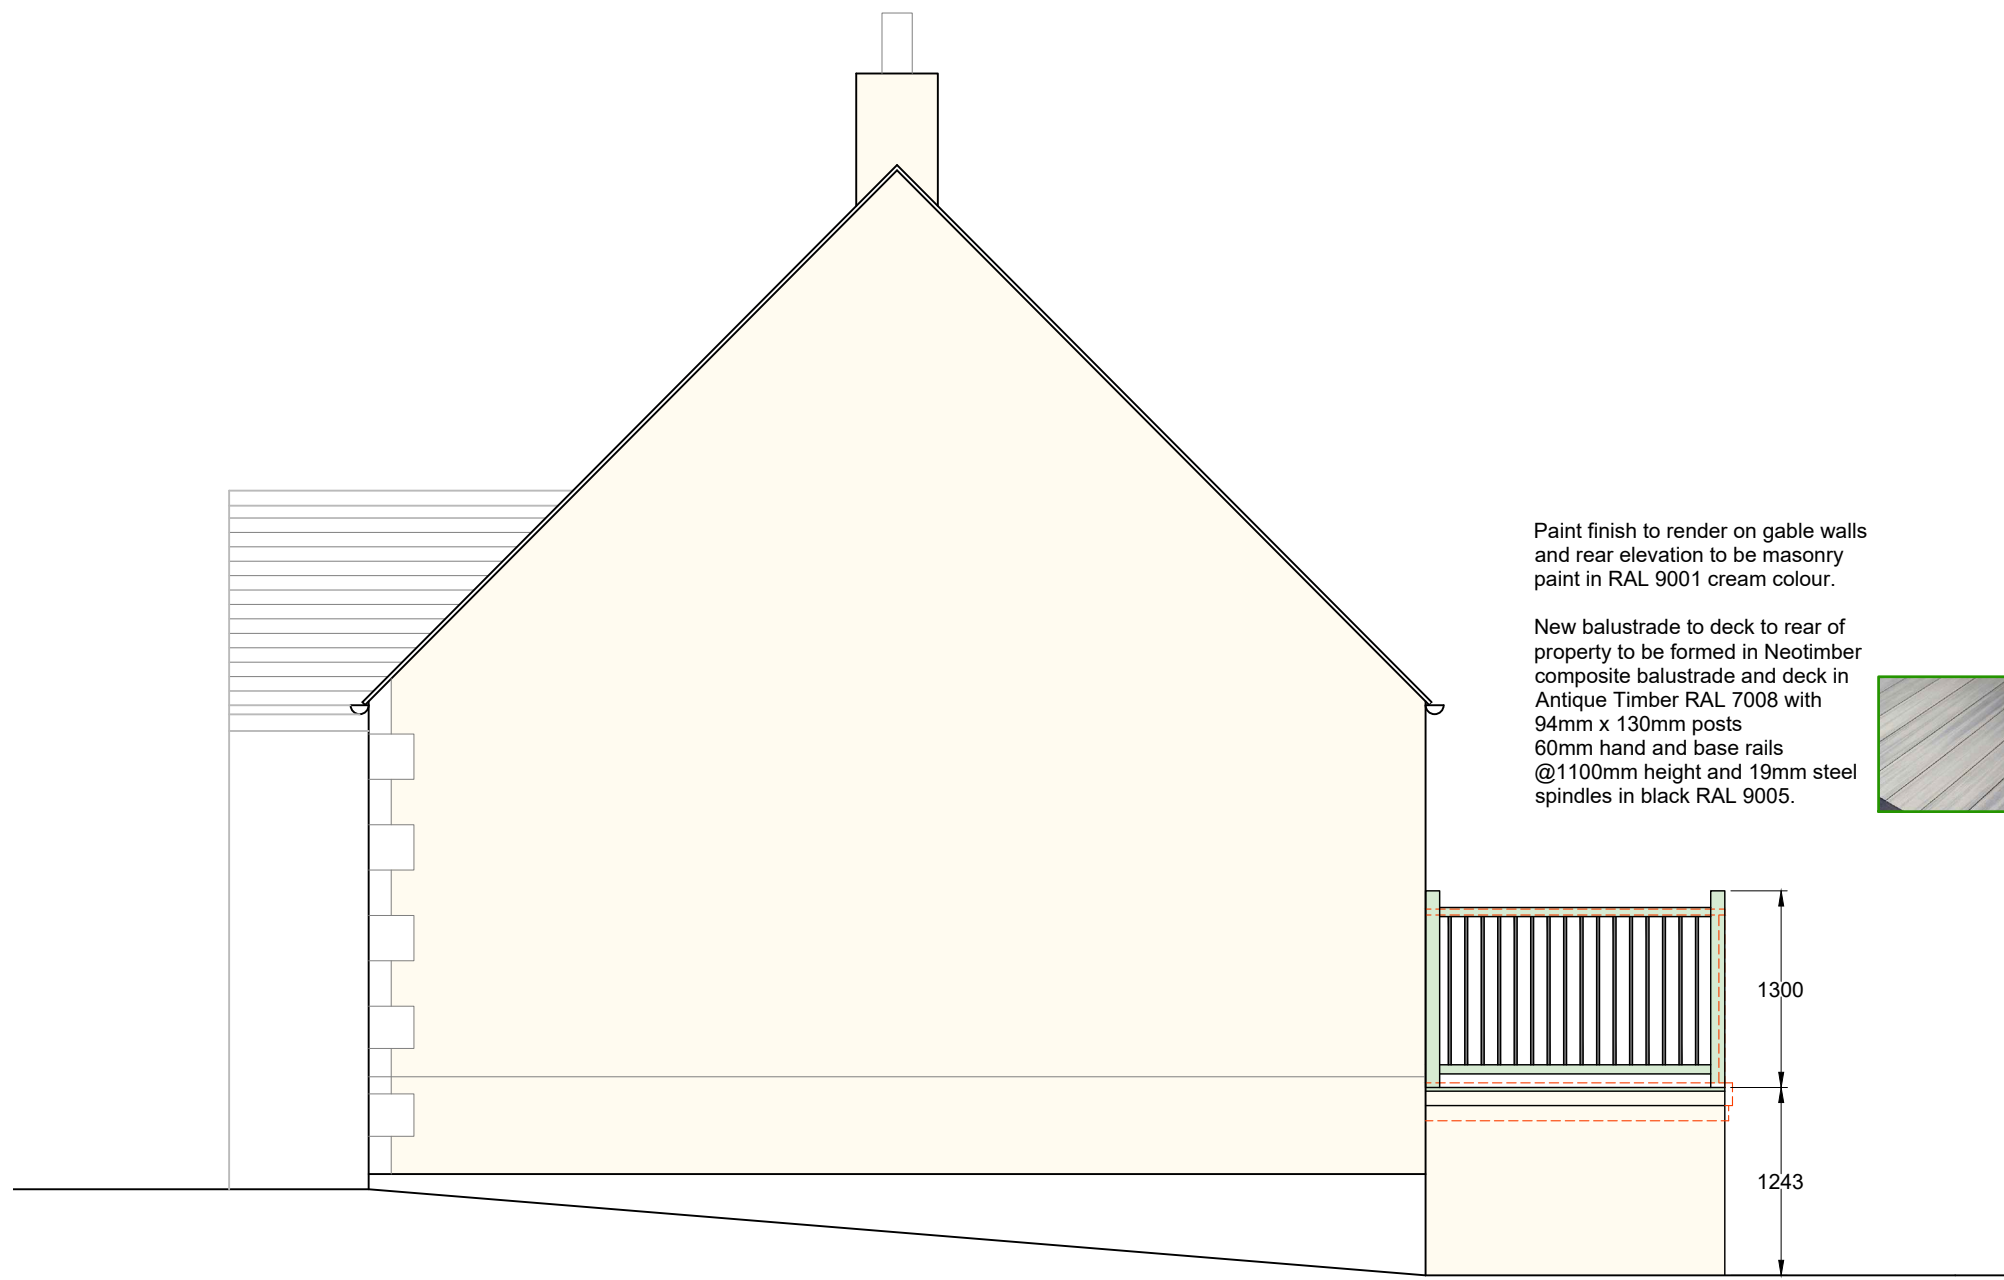 Paint finish to render on gable walls
and rear elevation to be masonry
paint in RAL 9001 cream colour.
New balustrade to deck to rear of
property to be formed in Neotimber
composite balustrade and deck in
Antique Timber RAL 7008 with
94mm x 130mm posts
60mm hand and base rails
@1100mm height and 19mm steel
spindles in black RAL 9005.
1300
1243